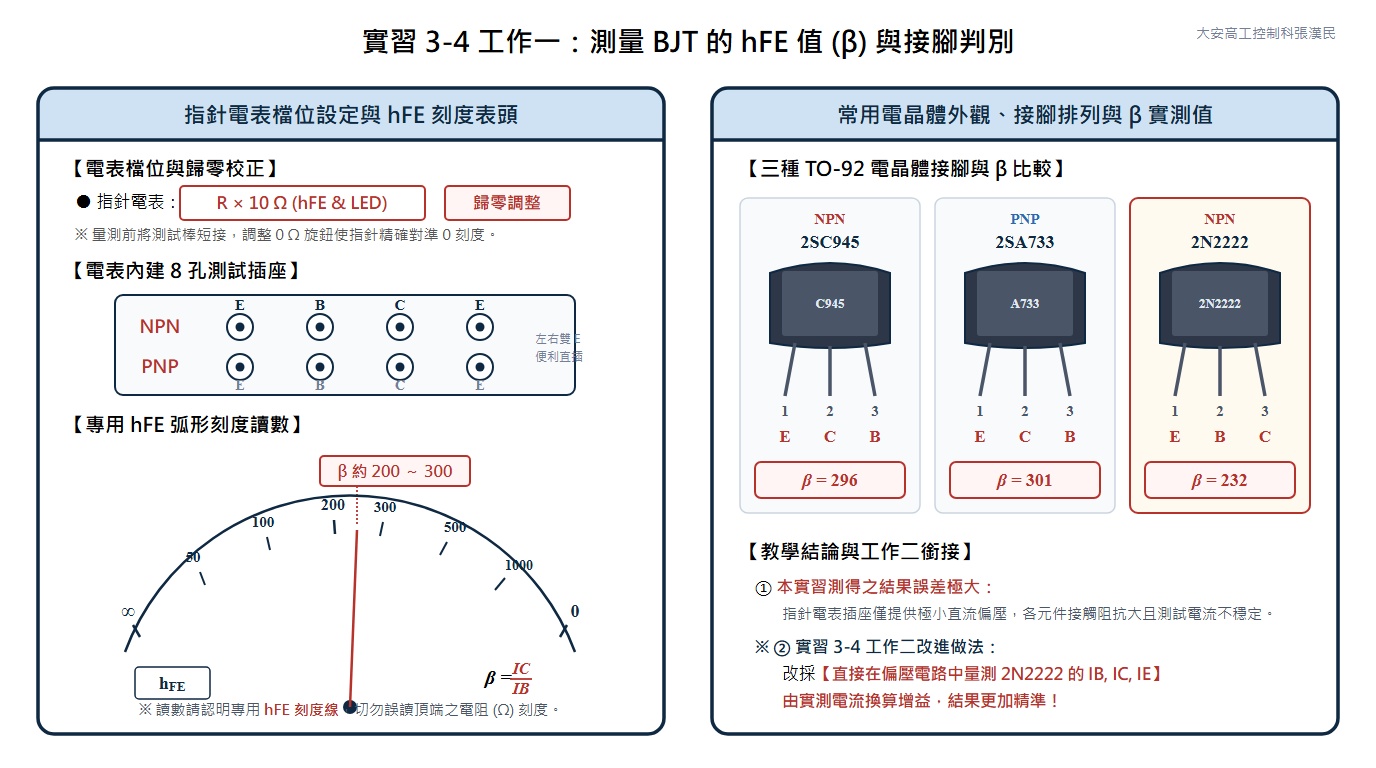 實習 3-4 工作一：測量 BJT 的 hFE 值 (β) 與接腳判別
大安高工控制科張漢民
指針電表檔位設定與 hFE 刻度表頭
【電表檔位與歸零校正】
● 指針電表： R × 10 Ω (hFE & LED) 歸零調整
※ 量測前將測試棒短接，調整 0 Ω 旋鈕使指針精確對準 0 刻度。
【電表內建 8 孔測試插座】
E B C E
NPN
左右雙 E
便利直插
PNP
E B C E
【專用 hFE 弧形刻度讀數】
β 約 200 ~ 300
∞ 50 100 200 300 500 1000 0
hFE
β = IC
IB
※ 讀數請認明專用 hFE 刻度線 切勿誤讀頂端之電阻 (Ω) 刻度。
常用電晶體外觀、接腳排列與 β 實測值
【三種 TO-92 電晶體接腳與 β 比較】
NPN
2SC945
C945
1 2 3
E C B
β = 296
PNP
2SA733
A733
1 2 3
E C B
β = 301
NPN
2N2222
2N2222
1 2 3
E B C
β = 232
【教學結論與工作二銜接】
① 本實習測得之結果誤差極大：
指針電表插座僅提供極小直流偏壓，各元件接觸阻抗大且測試電流不穩定。
※ ② 實習 3-4 工作二改進做法：
改採【直接在偏壓電路中量測 2N2222 的 IB, IC, IE】
由實測電流換算增益，結果更加精準！